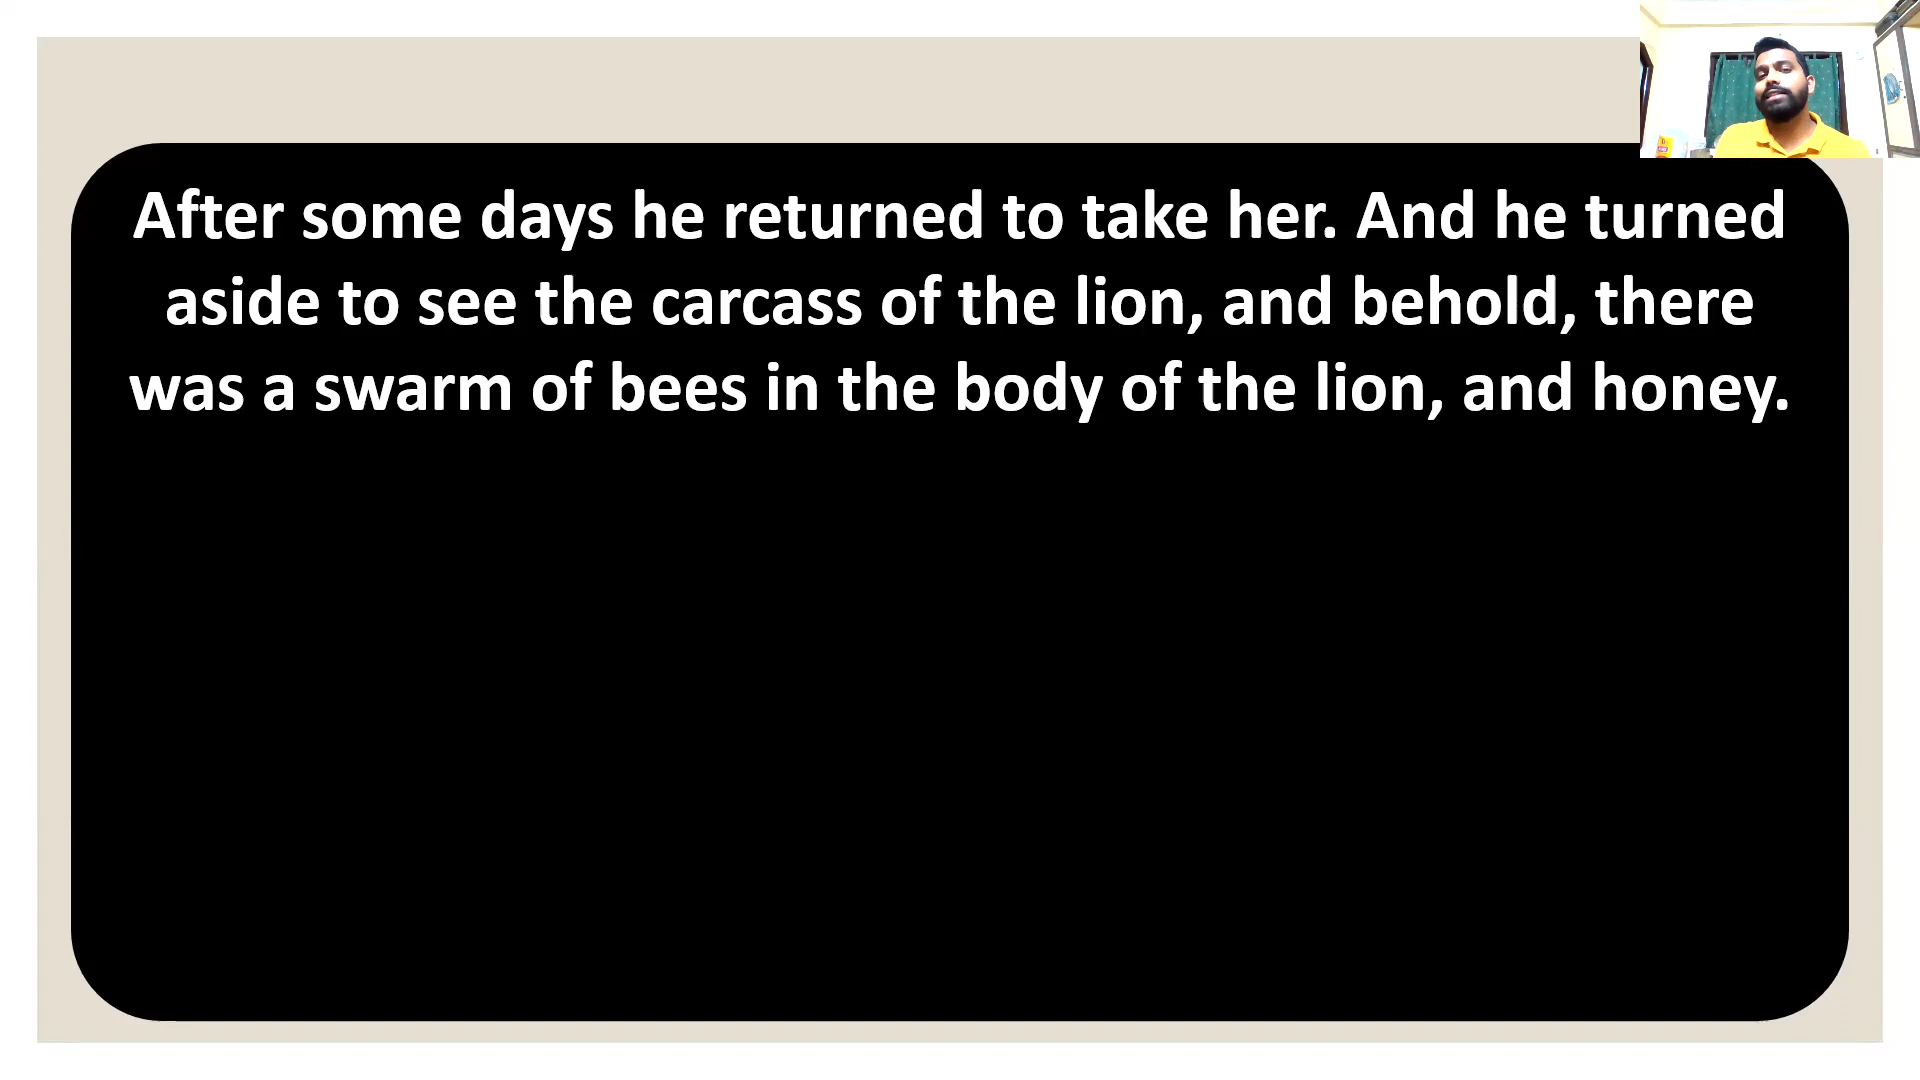 After some days he returned to take her. And he turned
aside to see the carcass of the lion, and behold, there
was a swarm of bees in the body of the lion, and honey.